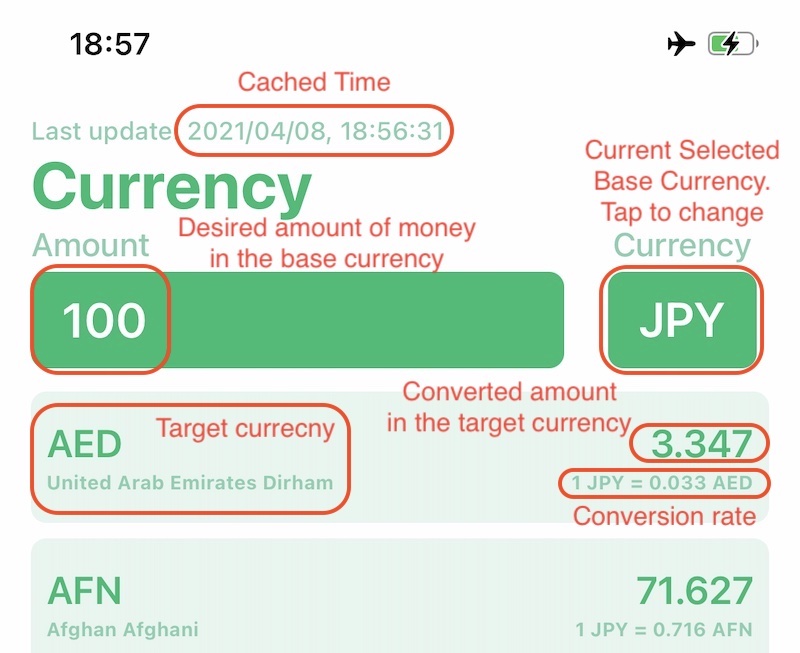 18:57
Cached Time
Last update 2021/04/08, 18:56:31
Current Selected
Base Currency.
Tap to change
Currency
Desired amount of money
in the base currency
Amount
Currency
100
JPY
Converted amount
in the target currency
AED
Target currecny
3.347
United Arab Emirates Dirham
1 JPY = 0.033 AED
Conversion rate
AFN
71.627
Afghan Afghani
1 JPY = 0.716 AFN